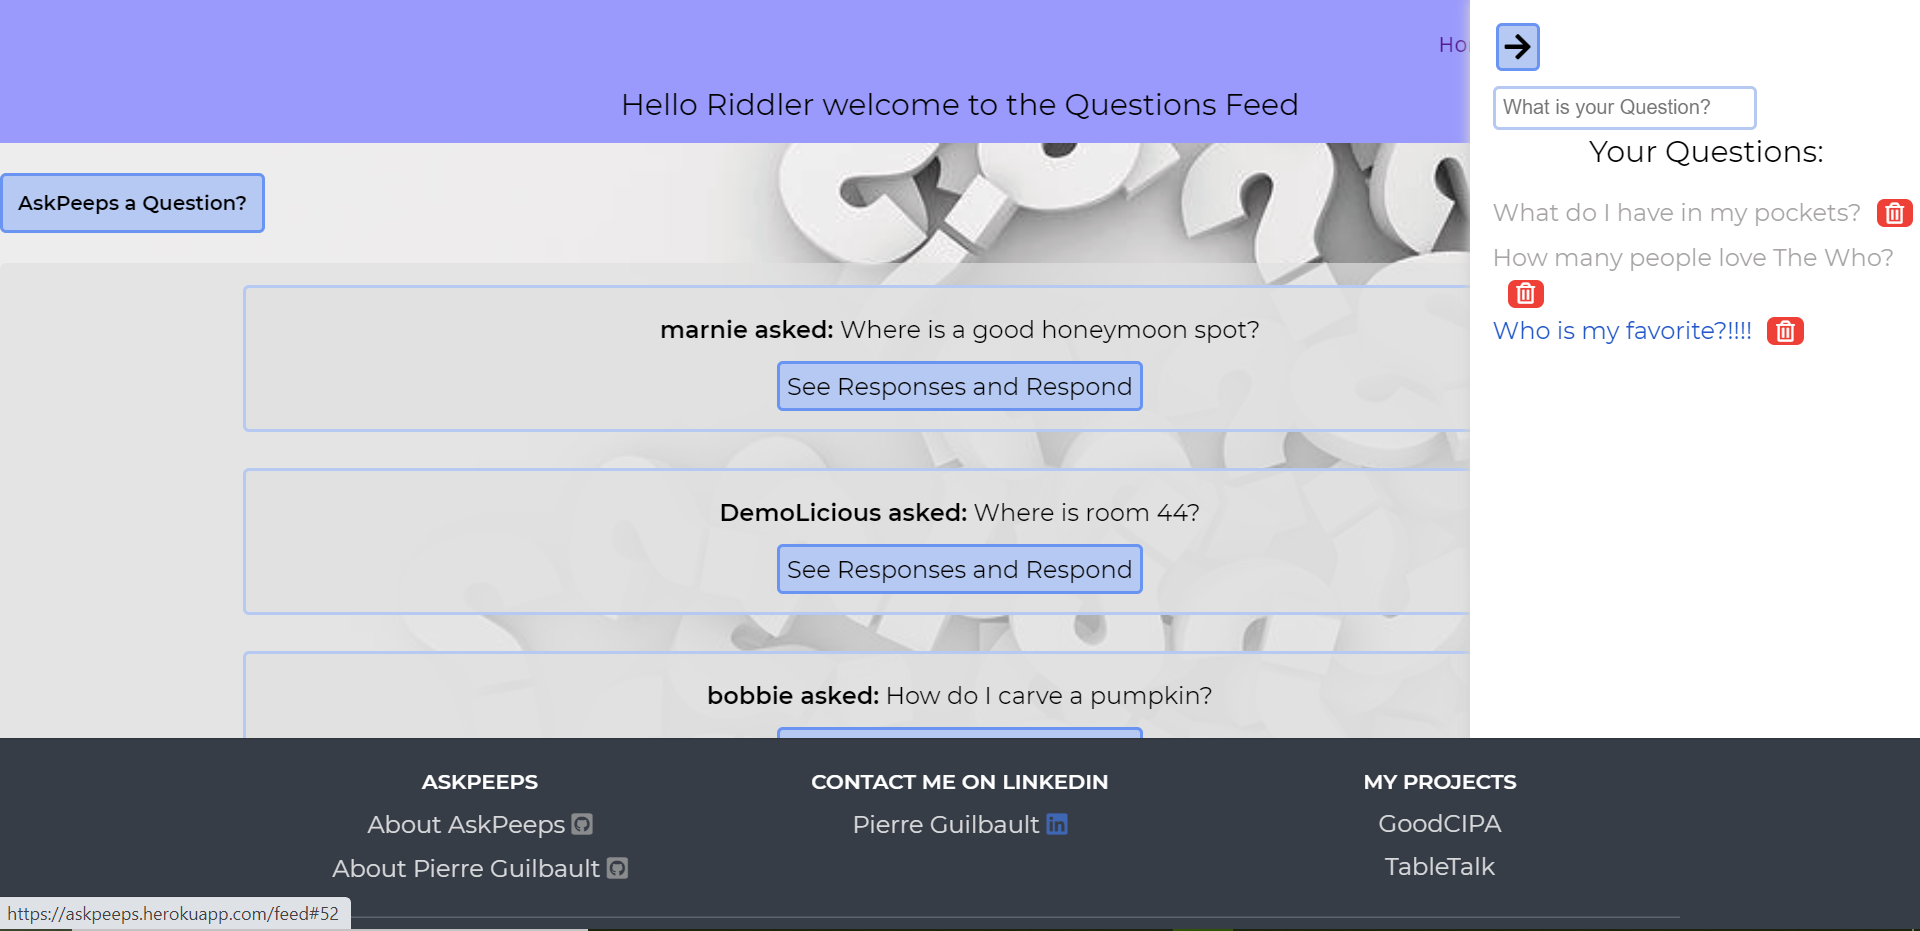 Ho
Hello Riddler welcome to the Questions Feed
AskPeeps a Question?
marnie asked: Where is a good honeymoon spot?
See Responses and Respond
DemoLicious asked: Where is room 44?
See Responses and Respond
bobbie asked: How do I carve a pumpkin?
What is your Question?
Your Questions:
What do I have in my pockets?
How many people love The Who?
Who is my favorite?!!!!
ASKPEEPS
About AskPeeps
About Pierre Guilbault
CONTACT ME ON LINKEDIN
Pierre Guilbault in
MY PROJECTS
GoodCIPA
TableTalk
https://askpeeps.herokuapp.com/feed#52